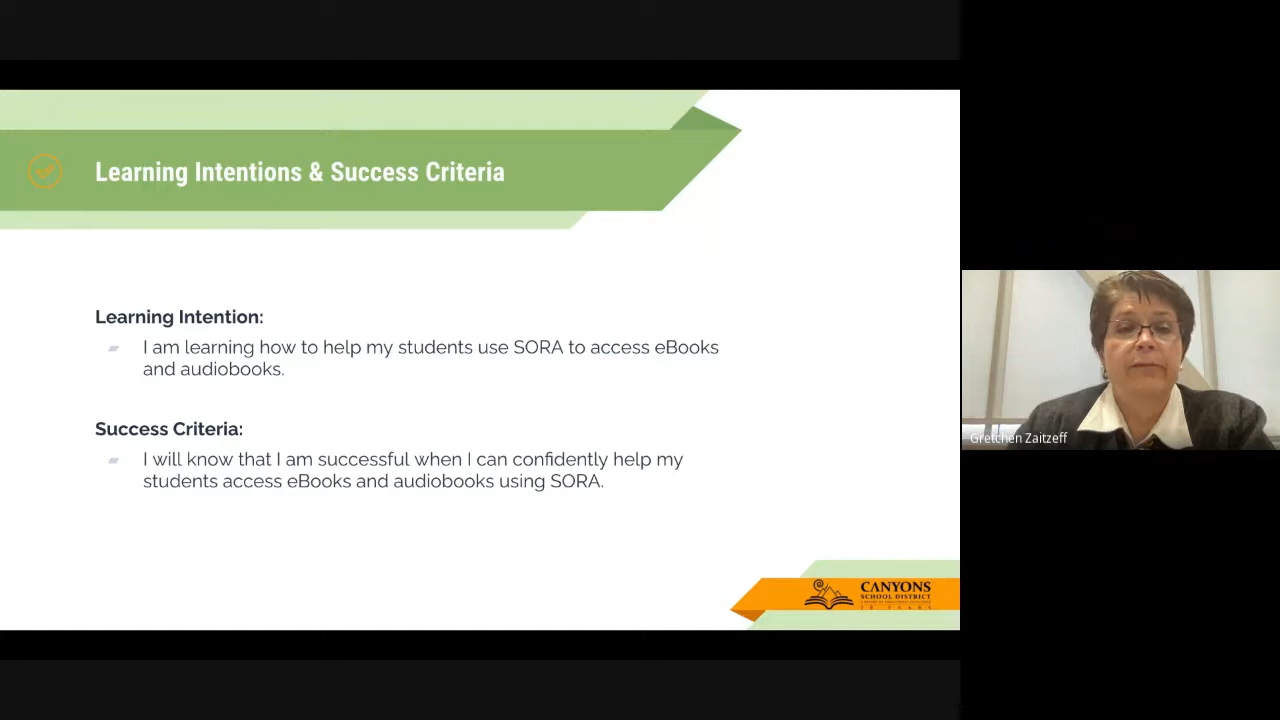 Learning Intentions & Success Criteria
Learning Intention:
I am learning how to help my students use SORA to access eBooks
and audiobooks.
Success Criteria:
I will know that I am successful when I can confidently help my
students access eBooks and audiobooks using SORA.
CANYONS
SCHOOL DISTRICT
Gretchen Zaitzeff